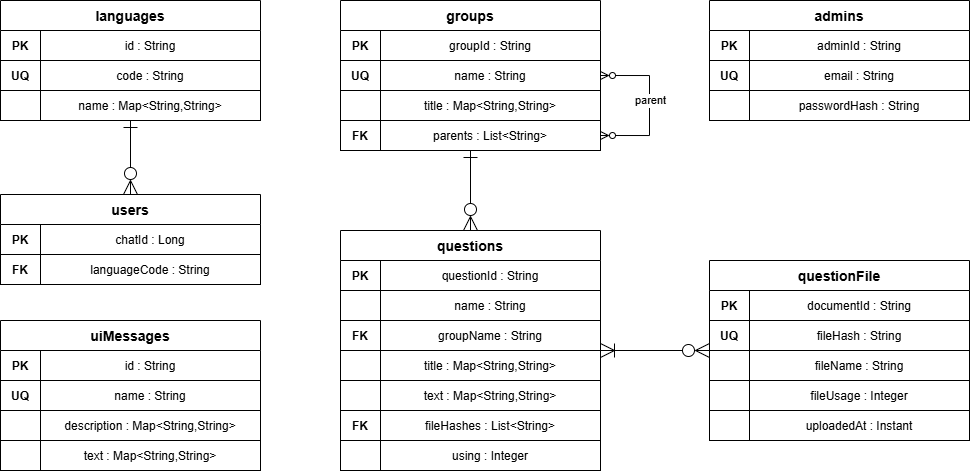 languages
PK id : String
UQ code : String
name : Map<String,String>
users
PK chatId : Long
FK languageCode : String
uiMessages
PK id : String
UQ name : String
description : Map<String,String>
text : Map<String,String>
groups
PK groupId : String
UQ name : String
title : Map<String,String>
FK parents : List<String>
parent
questions
PK questionId : String
name : String
FK groupName : String
title : Map<String,String>
text : Map<String,String>
FK fileHashes : List<String>
using : Integer
admins
PK adminId : String
UQ email : String
passwordHash : String
questionFile
PK documentId : String
UQ fileHash : String
fileName : String
fileUsage : Integer
uploadedAt : Instant